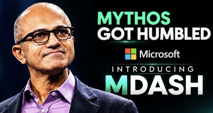 MYTHOS
GOT HUMBLED
Microsoft
INTRODUCING
MDASH